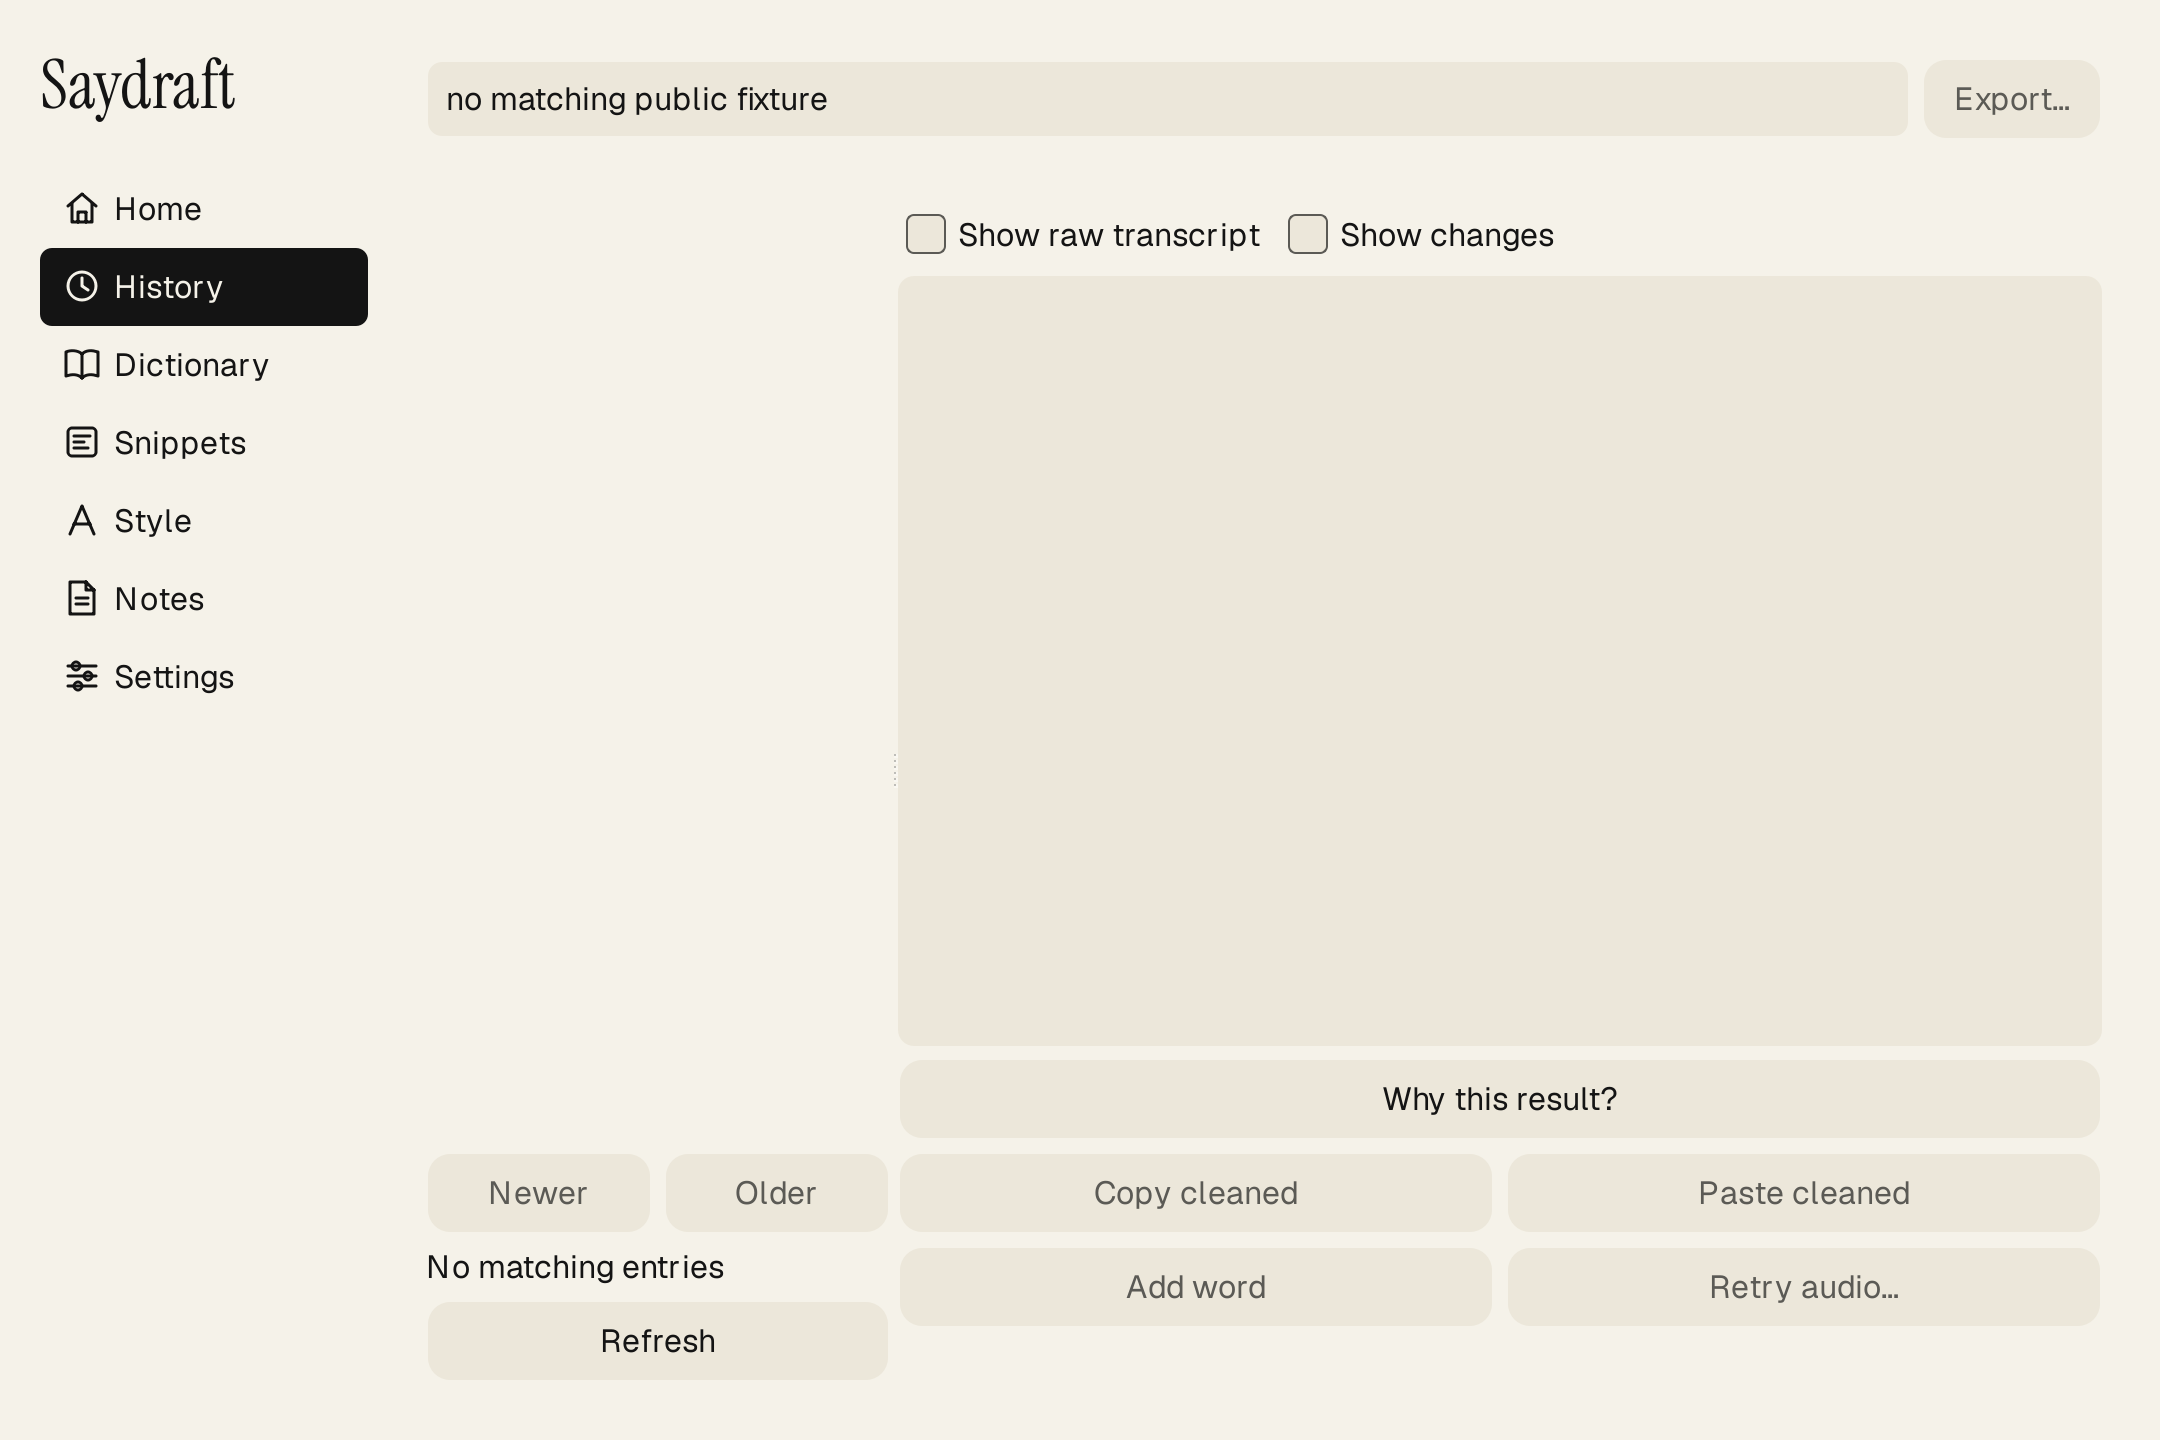 Saydraft
no matching public fixture
Export...
Home
History
Dictionary
Snippets
Style
Notes
Settings
Show raw transcript
Show changes
Why this result?
Newer
Older
Copy cleaned
Paste cleaned
No matching entries
Add word
Retry audio...
Refresh